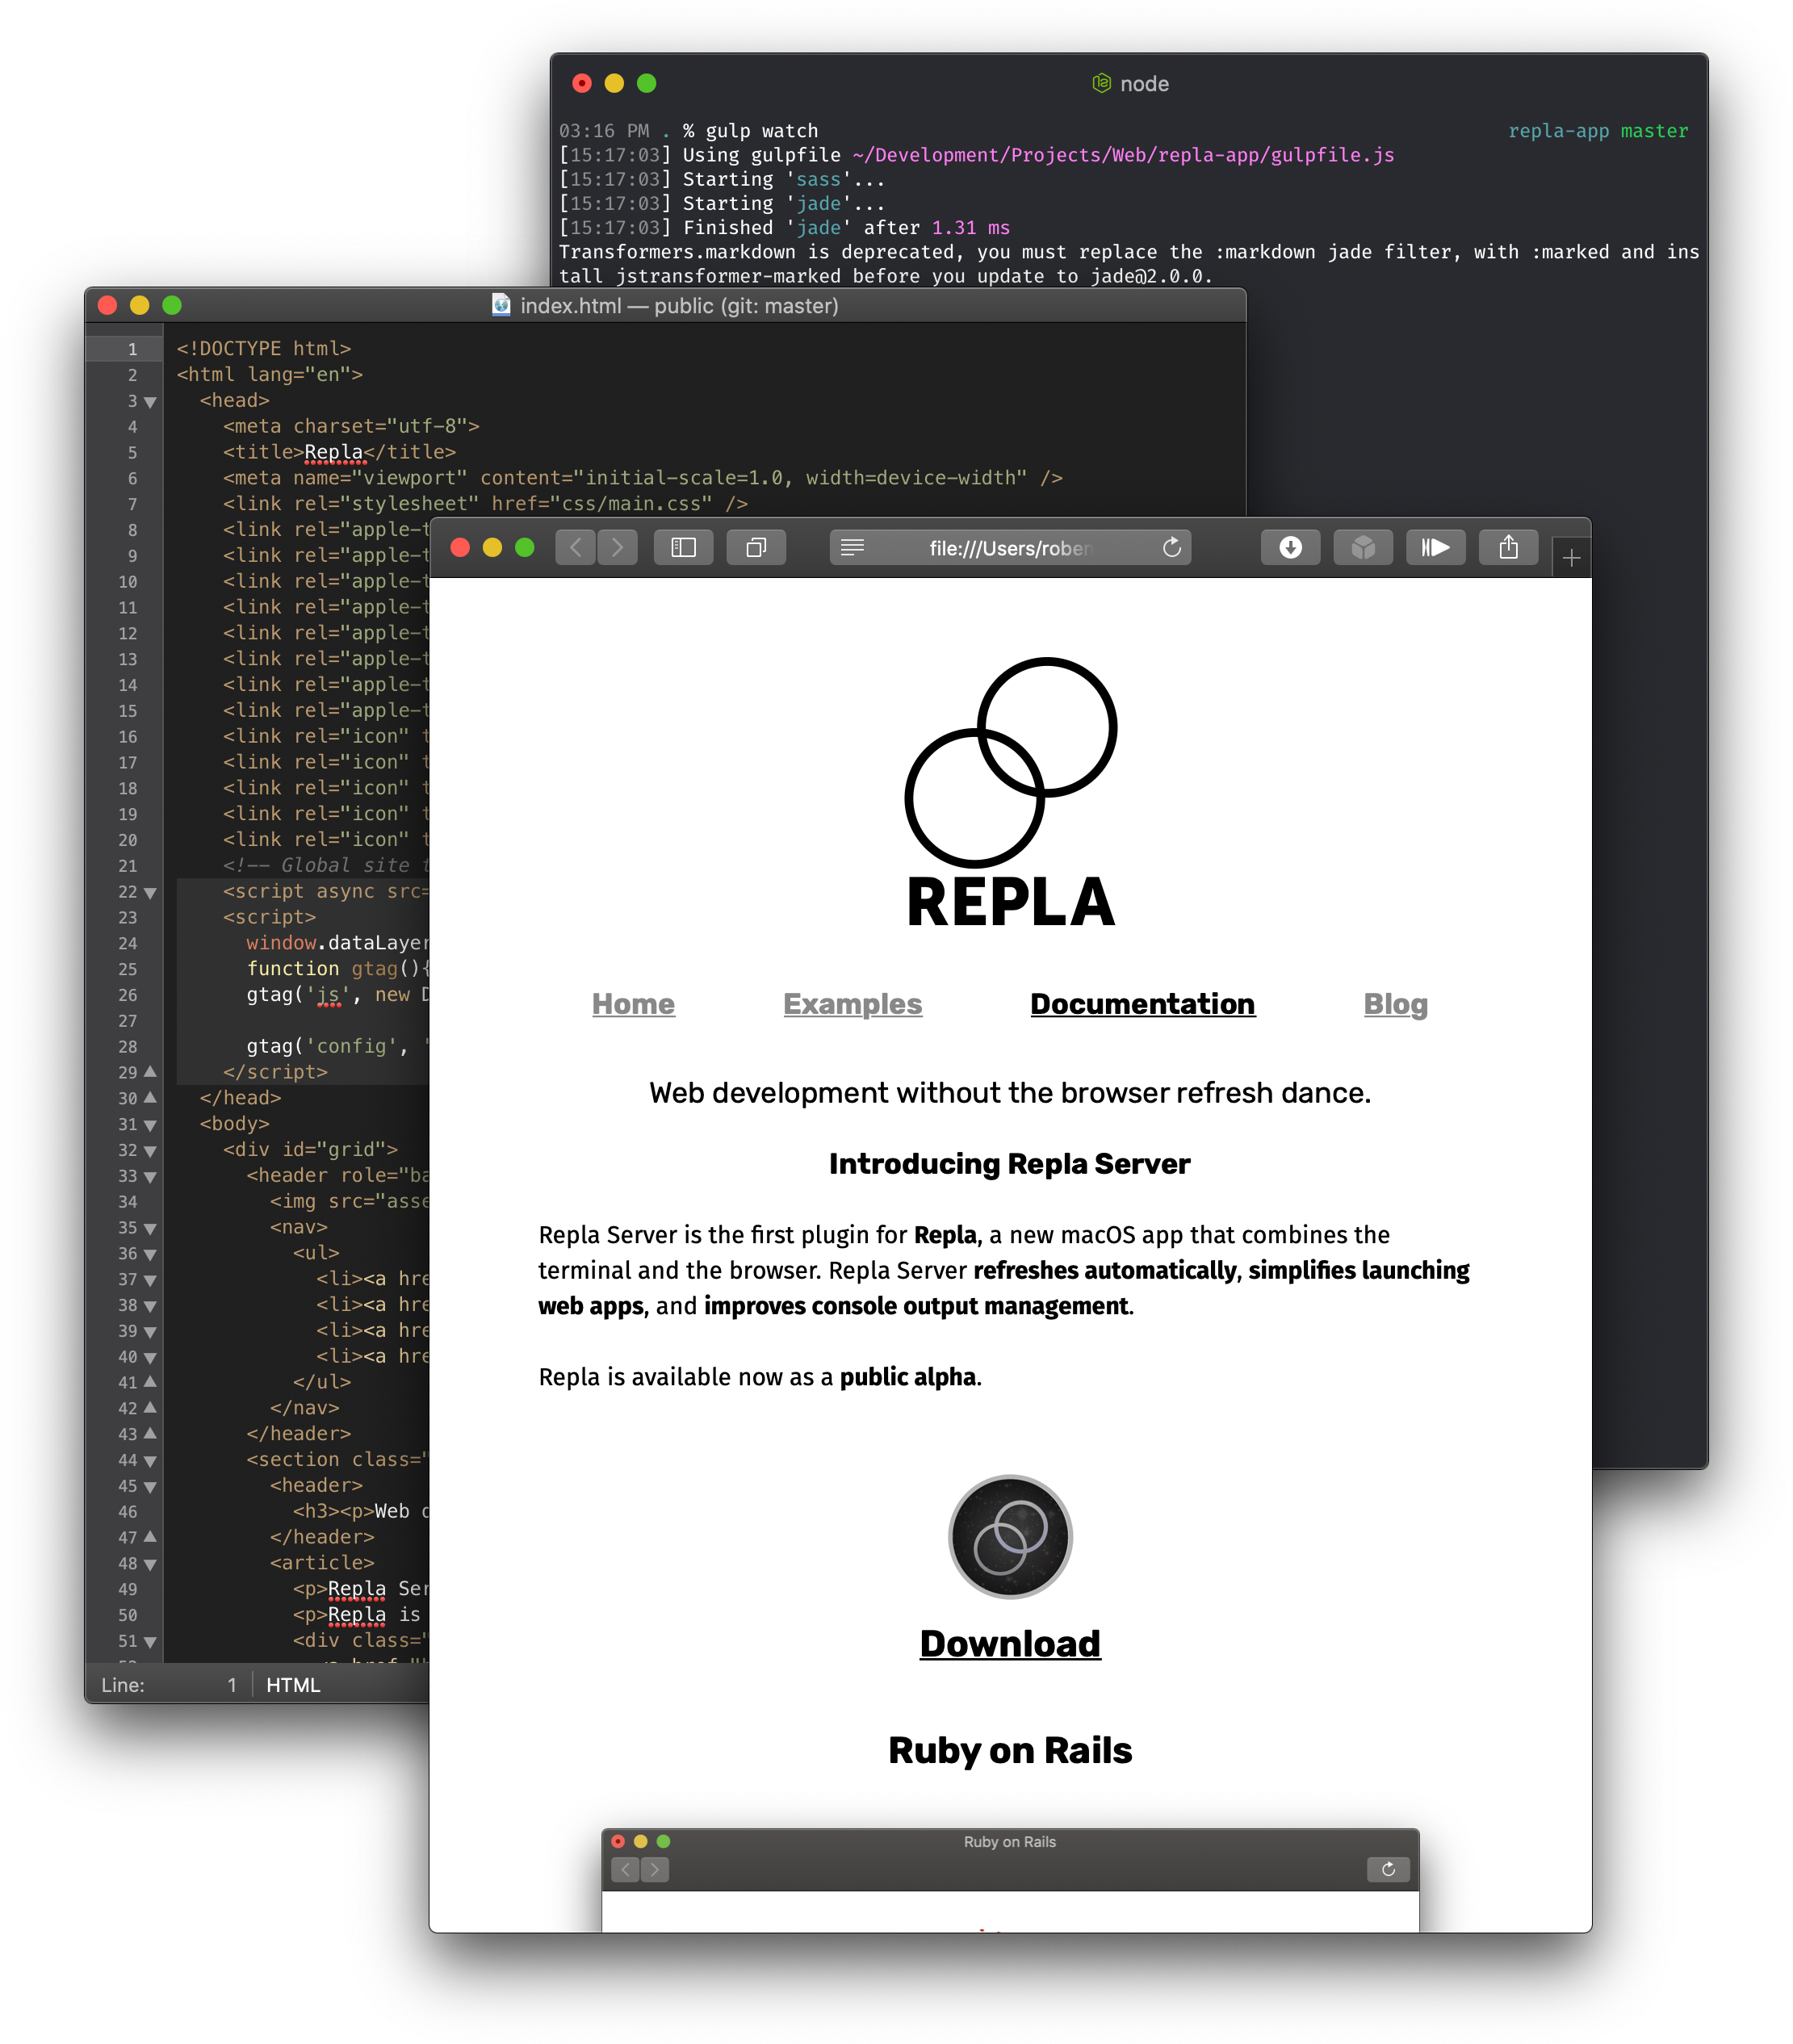 node
03:16 PM . % gulp watch repla-app master
[15:17:03] Using gulpfile ~/Development/Projects/Web/repla-app/gulpfile.js
[15:17:03] Starting 'sass'...
[15:17:03] Starting 'jade'...
[15:17:03] Finished 'jade' after 1.31 ms
Transformers.markdown is deprecated, you must replace the :markdown jade filter, with :marked and ins
tall jstransformer-marked before you update to jade@2.0.0.
index.html — public (git: master)
1 <!DOCTYPE html>
2 <html lang="en">
3 <head>
4 <meta charset="utf-8">
5 <title>Repla</title>
6 <meta name="viewport" content="initial-scale=1.0, width=device-width" />
7 <link rel="stylesheet" href="css/main.css" />
8 <link rel="apple-t
9 <link rel="apple-t
10 <link rel="apple-t
11 <link rel="apple-t
12 <link rel="apple-t
13 <link rel="apple-t
14 <link rel="apple-t
15 <link rel="apple-t
16 <link rel="icon" t
17 <link rel="icon" t
18 <link rel="icon" t
19 <link rel="icon" t
20 <link rel="icon" t
21 <!-- Global site t
22 <script async src=
23 <script>
24 window.dataLayer
25 function gtag(){
26 gtag('js', new D
27
28 gtag('config', '
29 </script>
30 </head>
31 <body>
32 <div id="grid">
33 <header role="ba
34 <img src="asse
35 <nav>
36 <ul>
37 <li><a hre
38 <li><a hre
39 <li><a hre
40 <li><a hre
41 </ul>
42 </nav>
43 </header>
44 <section class="
45 <header>
46 <h3><p>Web d
47 </header>
48 <article>
49 <p>Repla Ser
50 <p>Repla is
51 <div class="
Line: 1 HTML
file:///Users/rober
REPLA
Home Examples Documentation Blog
Web development without the browser refresh dance.
Introducing Repla Server
Repla Server is the first plugin for Repla, a new macOS app that combines the
terminal and the browser. Repla Server refreshes automatically, simplifies launching
web apps, and improves console output management.
Repla is available now as a public alpha.
Download
Ruby on Rails
Ruby on Rails